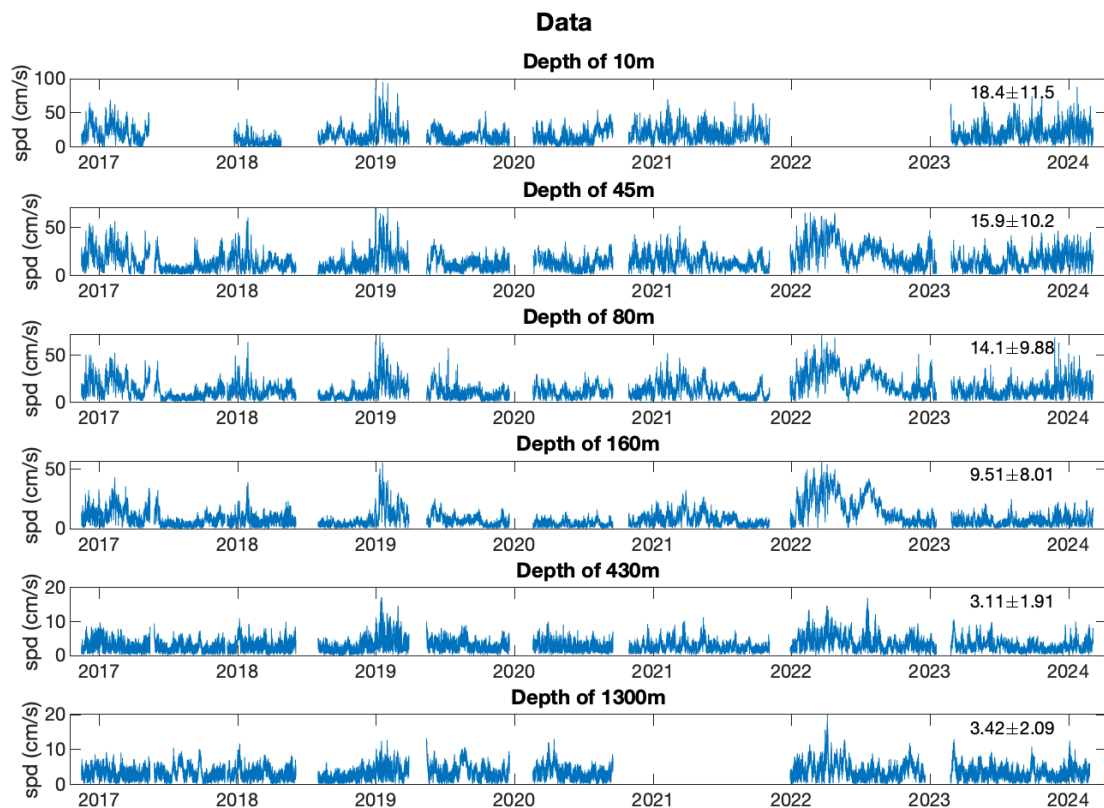 Data
Depth of 10m
spd (cm/s)
100
50
0
18.4±11.5
2017 2018 2019 2020 2021 2022 2023 2024
Depth of 45m
spd (cm/s)
50
0
15.9±10.2
2017 2018 2019 2020 2021 2022 2023 2024
Depth of 80m
spd (cm/s)
50
0
14.1±9.88
2017 2018 2019 2020 2021 2022 2023 2024
Depth of 160m
spd (cm/s)
50
0
9.51±8.01
2017 2018 2019 2020 2021 2022 2023 2024
Depth of 430m
spd (cm/s)
20
10
0
3.11±1.91
2017 2018 2019 2020 2021 2022 2023 2024
Depth of 1300m
spd (cm/s)
20
10
0
3.42±2.09
2017 2018 2019 2020 2021 2022 2023 2024